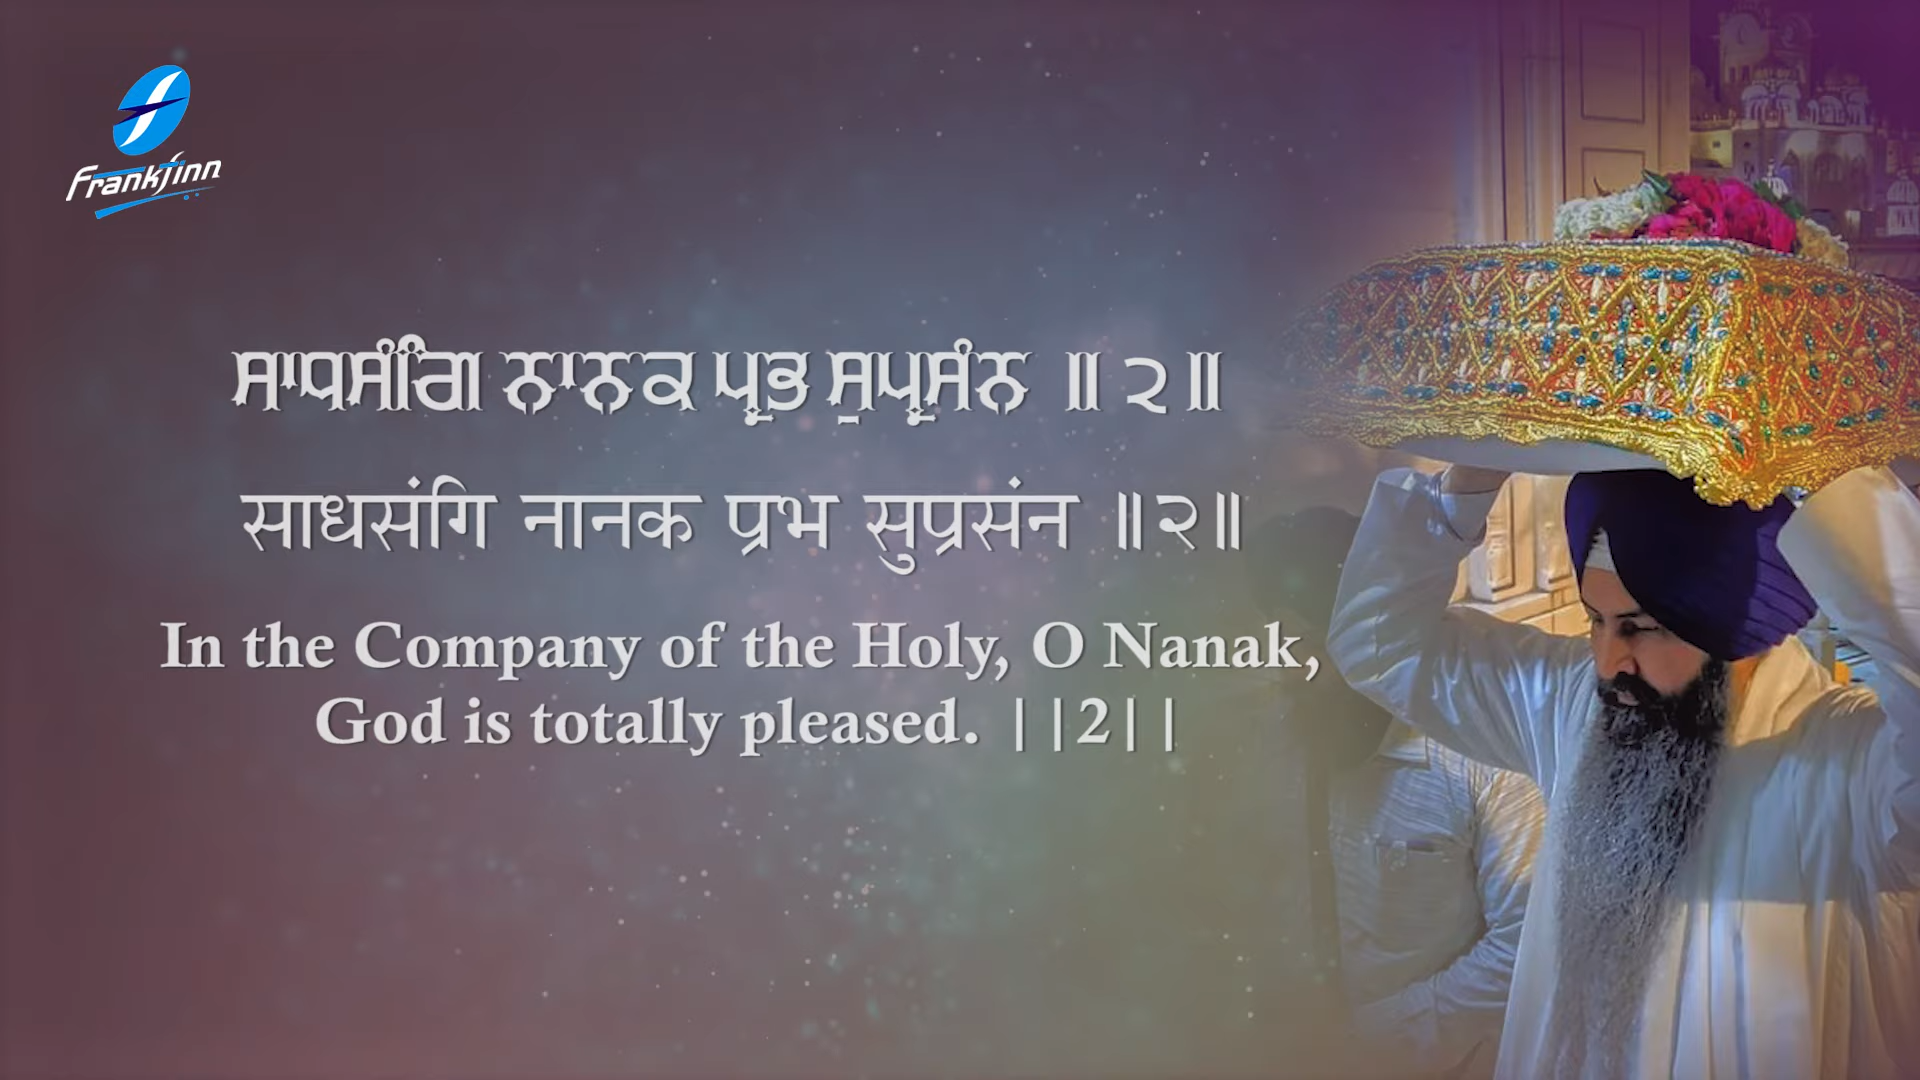 Frankfinn
ਸਾਧਸੰਗਿ ਨਾਨਕ ਪ੍ਰਭ ਸੁਪ੍ਰਸੰਨ ॥੨॥
साधसंगि नानक प्रभ सुप्रसंन ॥२॥
In the Company of the Holy, O Nanak,
God is totally pleased. ||2||